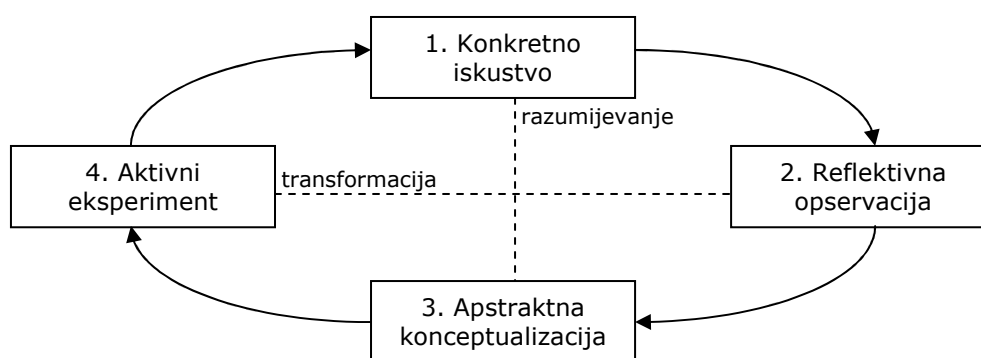 1. Konkretno
iskustvo
razumijevanje
4. Aktivni
eksperiment
transformacija
2. Reflektivna
opservacija
3. Apstraktna
konceptualizacija